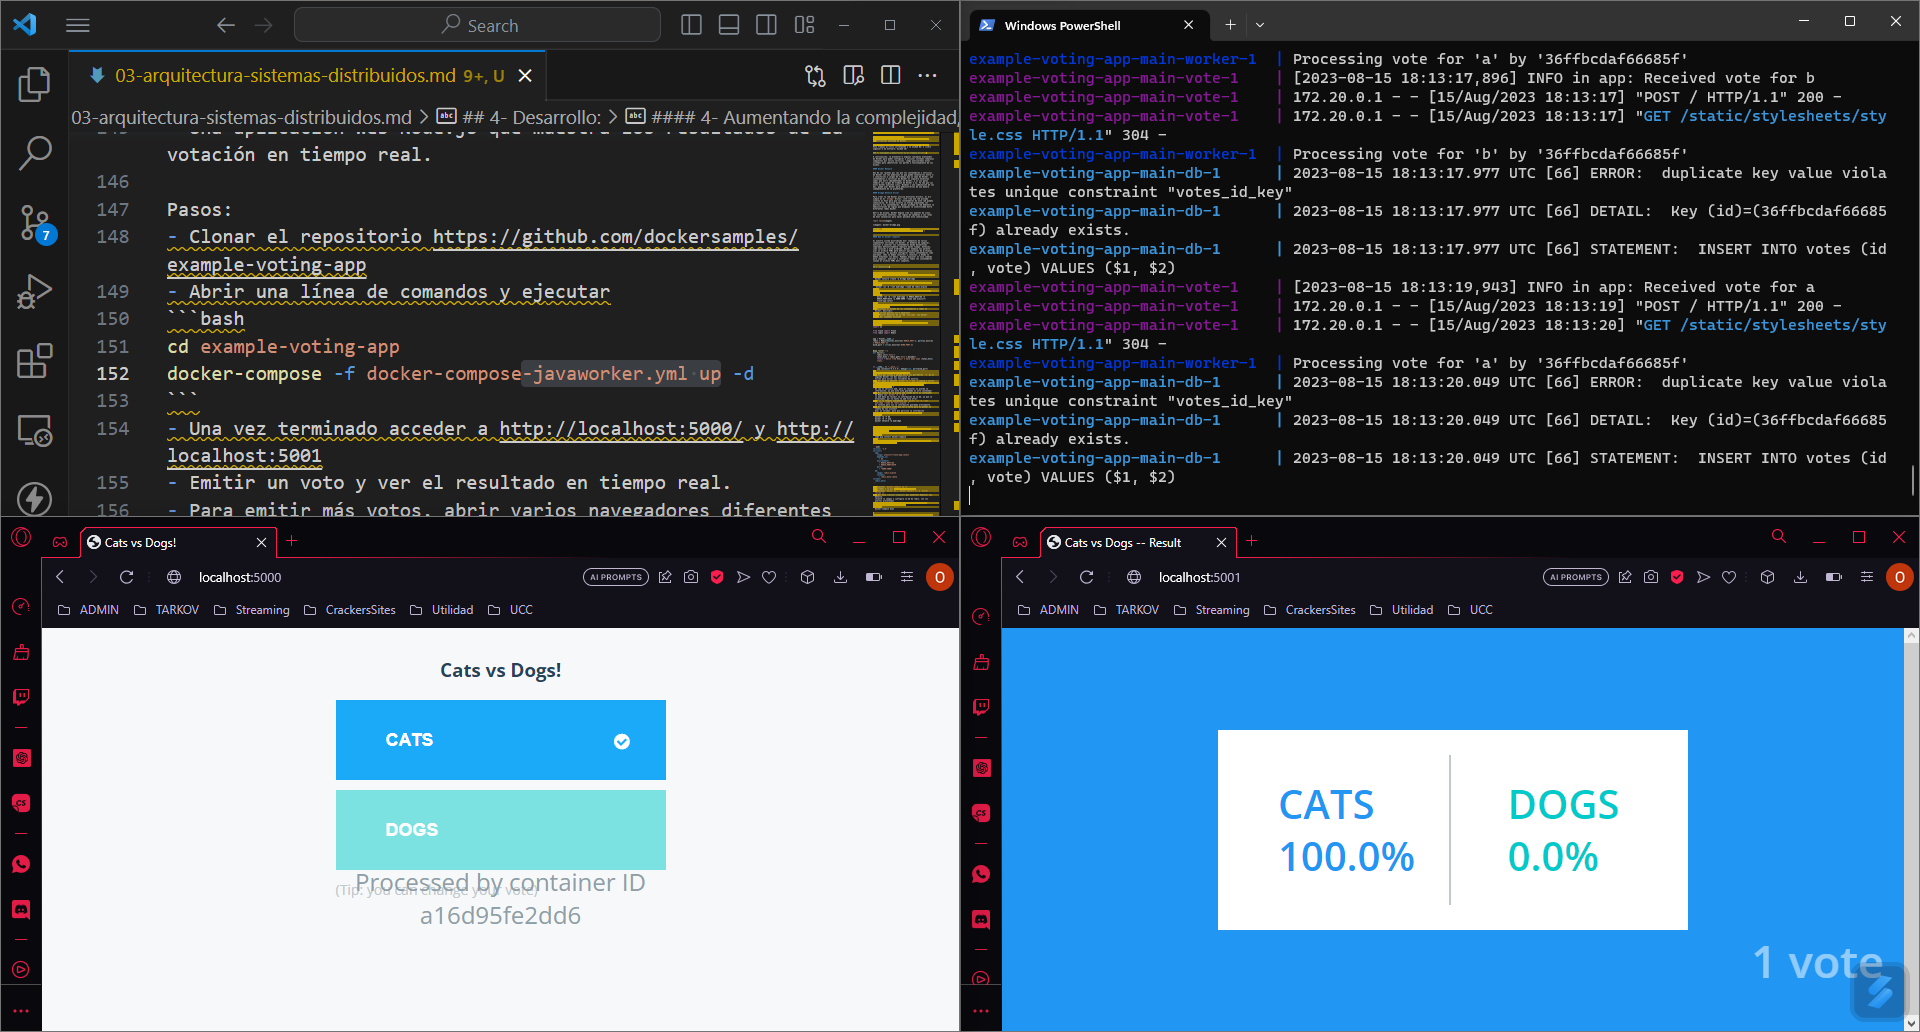 Search
03-arquitectura-sistemas-distribuidos.md 9+, U
03-arquitectura-sistemas-distribuidos.md > ## 4- Desarrollo: > #### 4- Aumentando la complejidad,
votación en tiempo real.
146
147 Pasos:
148 - Clonar el repositorio https://github.com/dockersamples/
example-voting-app
149 - Abrir una línea de comandos y ejecutar
150 ```bash
151 cd example-voting-app
152 docker-compose -f docker-compose-javaworker.yml up -d
153 ```
154 - Una vez terminado acceder a http://localhost:5000/ y http://
localhost:5001
155 - Emitir un voto y ver el resultado en tiempo real.
156 - Para emitir más votos, abrir varios navegadores diferentes
7
Windows PowerShell
example-voting-app-main-worker-1 | Processing vote for 'a' by '36ffbcdaf66685f'
example-voting-app-main-vote-1 | [2023-08-15 18:13:17,896] INFO in app: Received vote for b
example-voting-app-main-vote-1 | 172.20.0.1 - - [15/Aug/2023 18:13:17] "POST / HTTP/1.1" 200 -
example-voting-app-main-vote-1 | 172.20.0.1 - - [15/Aug/2023 18:13:17] "GET /static/stylesheets/sty
le.css HTTP/1.1" 304 -
example-voting-app-main-worker-1 | Processing vote for 'b' by '36ffbcdaf66685f'
example-voting-app-main-db-1 | 2023-08-15 18:13:17.977 UTC [66] ERROR:  duplicate key value viola
tes unique constraint "votes_id_key"
example-voting-app-main-db-1 | 2023-08-15 18:13:17.977 UTC [66] DETAIL:  Key (id)=(36ffbcdaf66685
f) already exists.
example-voting-app-main-db-1 | 2023-08-15 18:13:17.977 UTC [66] STATEMENT:  INSERT INTO votes (id
, vote) VALUES ($1, $2)
example-voting-app-main-vote-1 | [2023-08-15 18:13:19,943] INFO in app: Received vote for a
example-voting-app-main-vote-1 | 172.20.0.1 - - [15/Aug/2023 18:13:19] "POST / HTTP/1.1" 200 -
example-voting-app-main-vote-1 | 172.20.0.1 - - [15/Aug/2023 18:13:20] "GET /static/stylesheets/sty
le.css HTTP/1.1" 304 -
example-voting-app-main-worker-1 | Processing vote for 'a' by '36ffbcdaf66685f'
example-voting-app-main-db-1 | 2023-08-15 18:13:20.049 UTC [66] ERROR:  duplicate key value viola
tes unique constraint "votes_id_key"
example-voting-app-main-db-1 | 2023-08-15 18:13:20.049 UTC [66] DETAIL:  Key (id)=(36ffbcdaf66685
f) already exists.
example-voting-app-main-db-1 | 2023-08-15 18:13:20.049 UTC [66] STATEMENT:  INSERT INTO votes (id
, vote) VALUES ($1, $2)
Cats vs Dogs!
localhost:5000 AI PROMPTS O
ADMIN TARKOV Streaming CrackersSites Utilidad UCC
Cats vs Dogs!
CATS
DOGS
(Tip: you can change your vote)
Processed by container ID
a16d95fe2dd6
Cats vs Dogs -- Result
localhost:5001 AI PROMPTS O
ADMIN TARKOV Streaming CrackersSites Utilidad UCC
CATS DOGS
100.0% 0.0%
1 vote